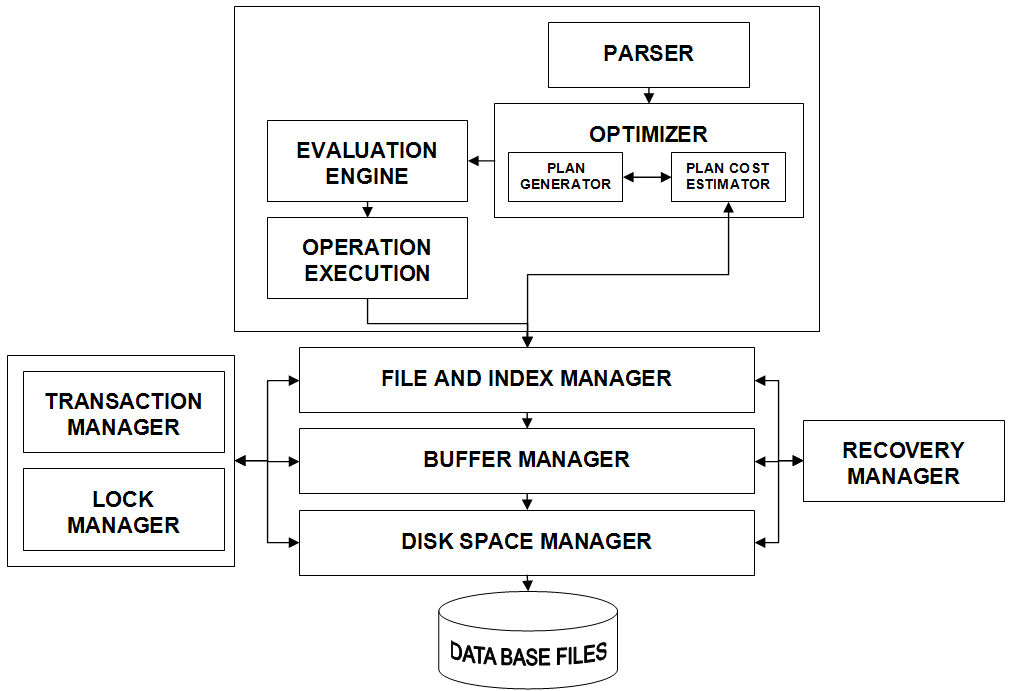 PARSER
OPTIMIZER
PLAN
GENERATOR
PLAN COST
ESTIMATOR
EVALUATION
ENGINE
OPERATION
EXECUTION
FILE AND INDEX MANAGER
TRANSACTION
MANAGER
BUFFER MANAGER
RECOVERY
MANAGER
LOCK
MANAGER
DISK SPACE MANAGER
DATA BASE FILES